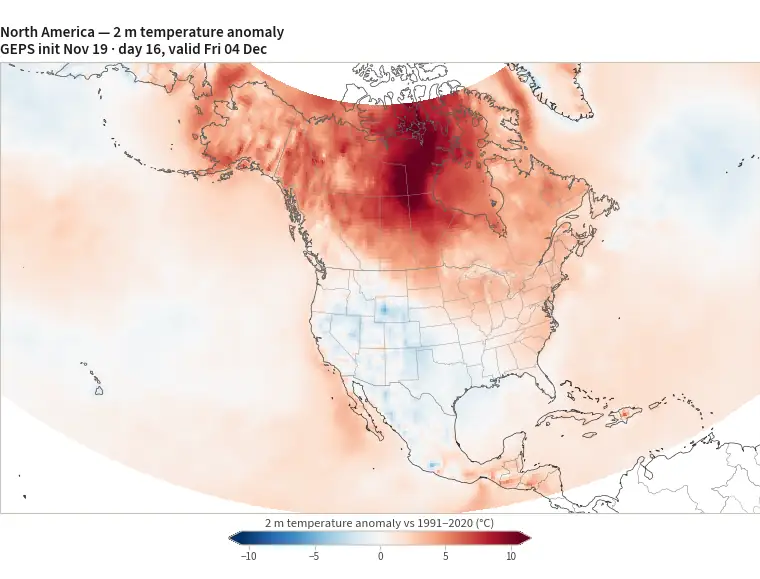 North America — 2 m temperature anomaly
GEPS init Nov 19 · day 16, valid Fri 04 Dec
2 m temperature anomaly vs 1991–2020 (°C)
−10 −5 0 5 10